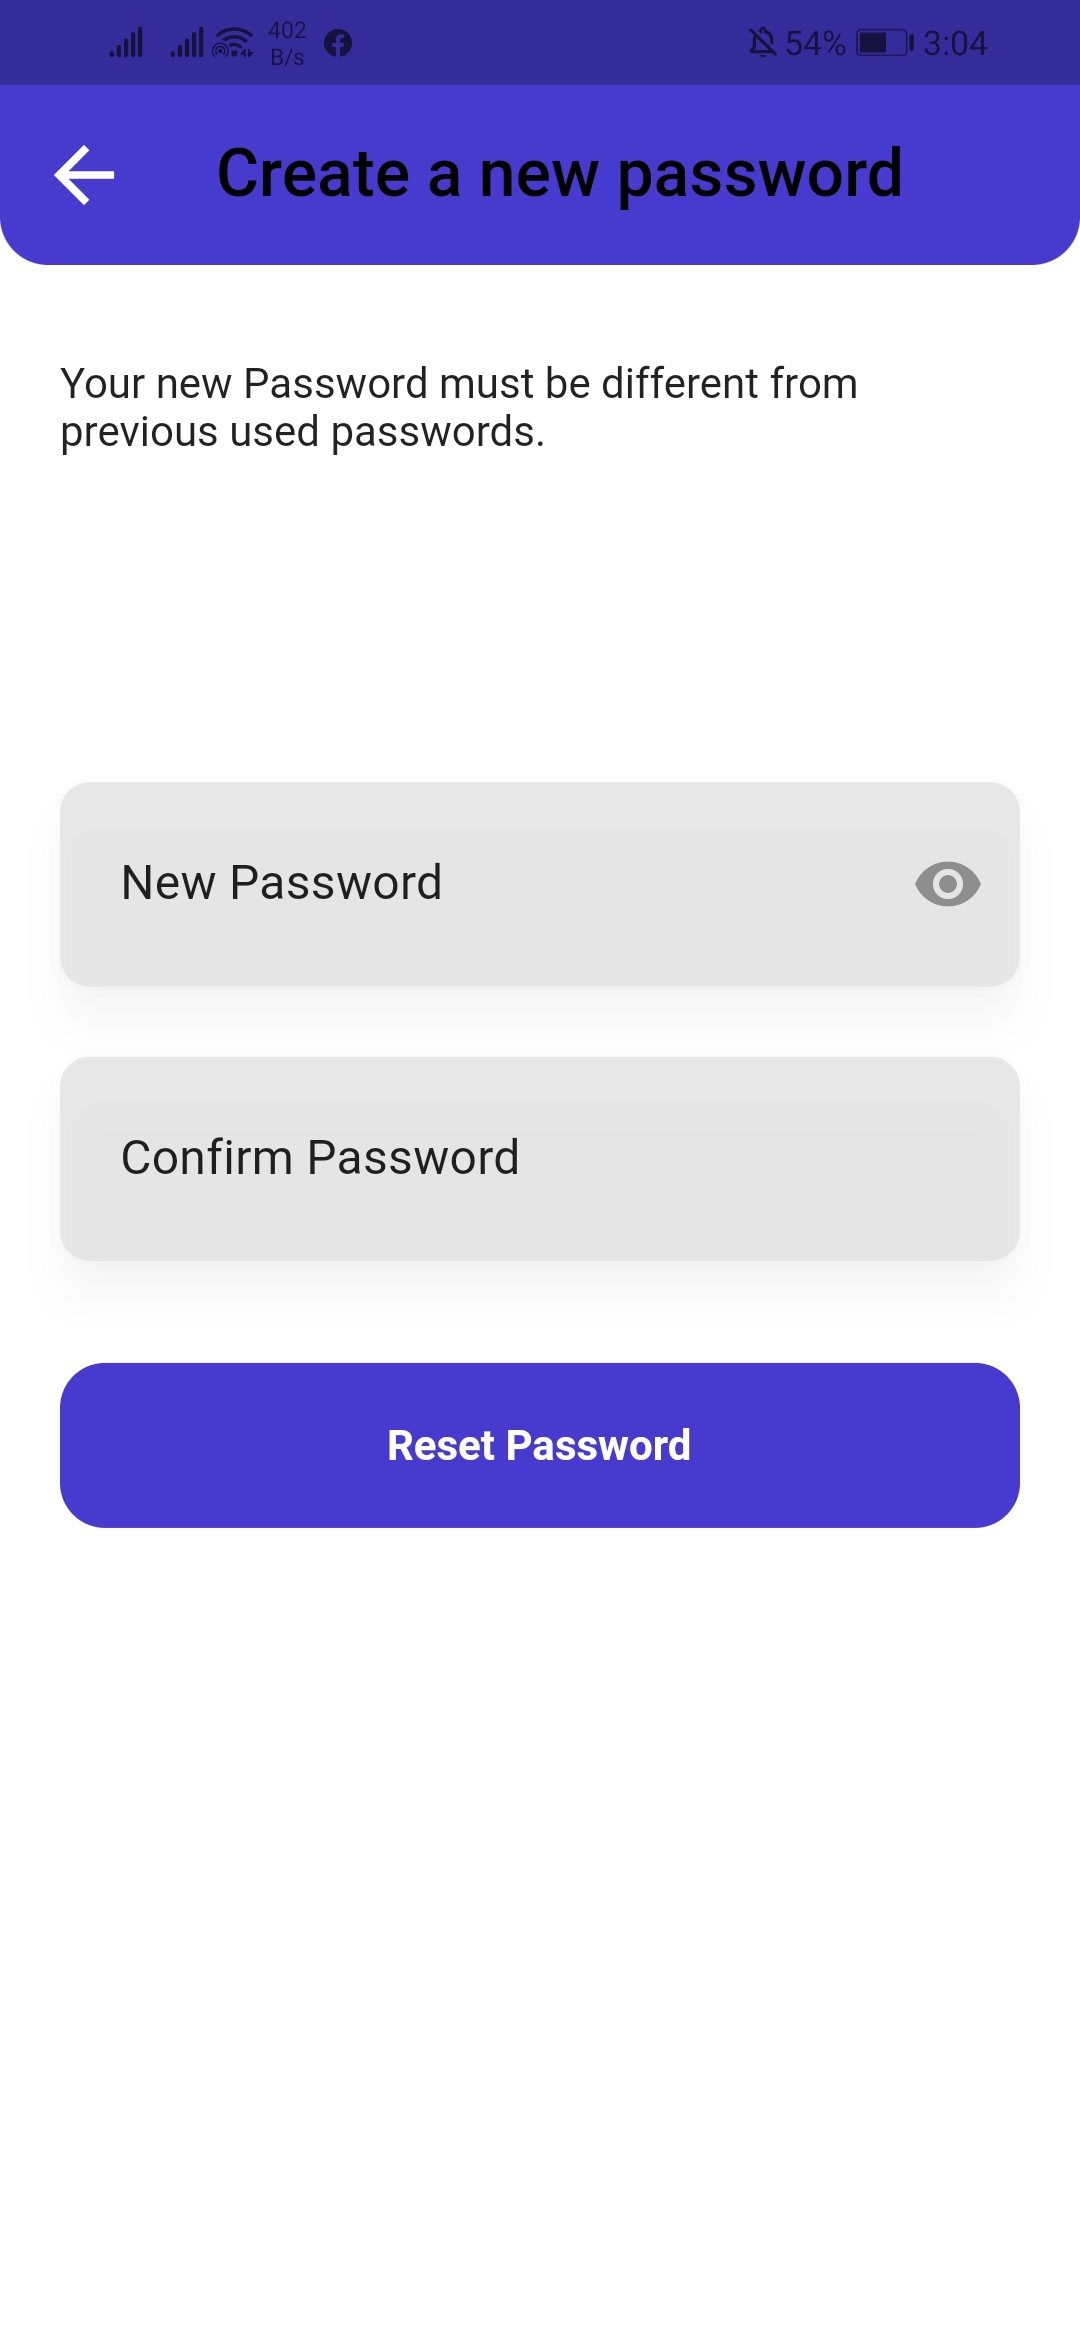 402
B/s
54%
3:04
Create a new password
Your new Password must be different from
previous used passwords.
New Password
Confirm Password
Reset Password